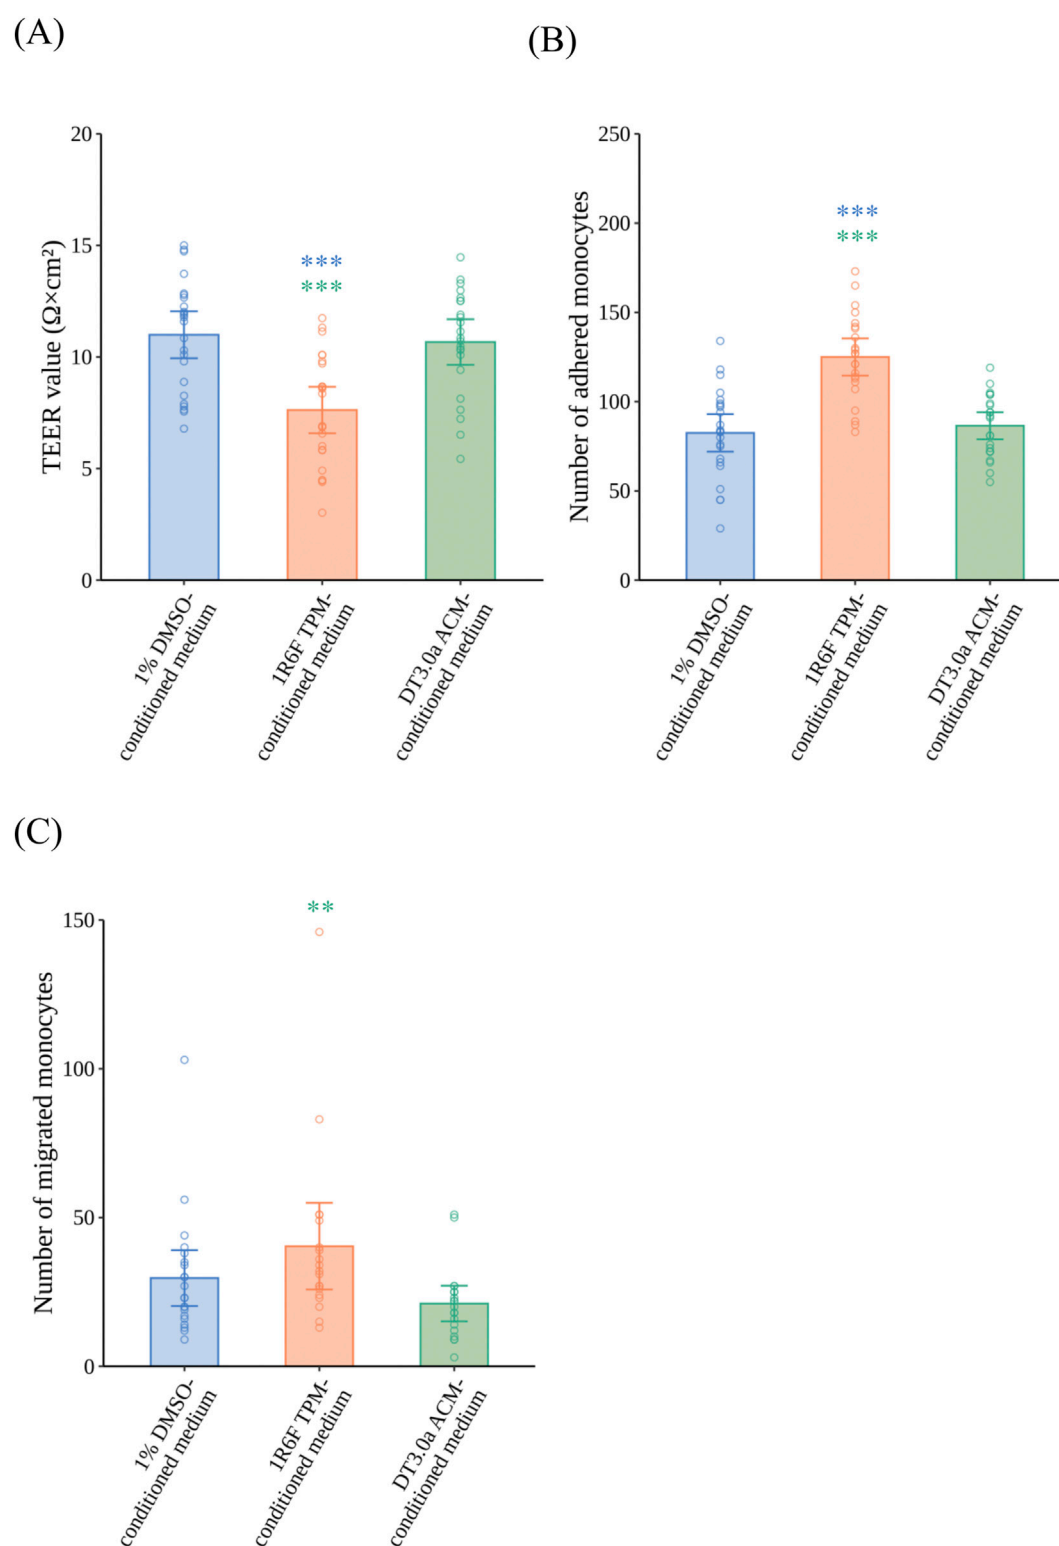 (A)
TEER value (Ω×cm²)
20
15
10
5
0
***
***
1% DMSO-
conditioned medium
1R6F TPM-
conditioned medium
DT3.0a ACM-
conditioned medium
(B)
Number of adhered monocytes
250
200
150
100
50
0
***
***
1% DMSO-
conditioned medium
1R6F TPM-
conditioned medium
DT3.0a ACM-
conditioned medium
(C)
Number of migrated monocytes
150
100
50
0
**
1% DMSO-
conditioned medium
1R6F TPM-
conditioned medium
DT3.0a ACM-
conditioned medium